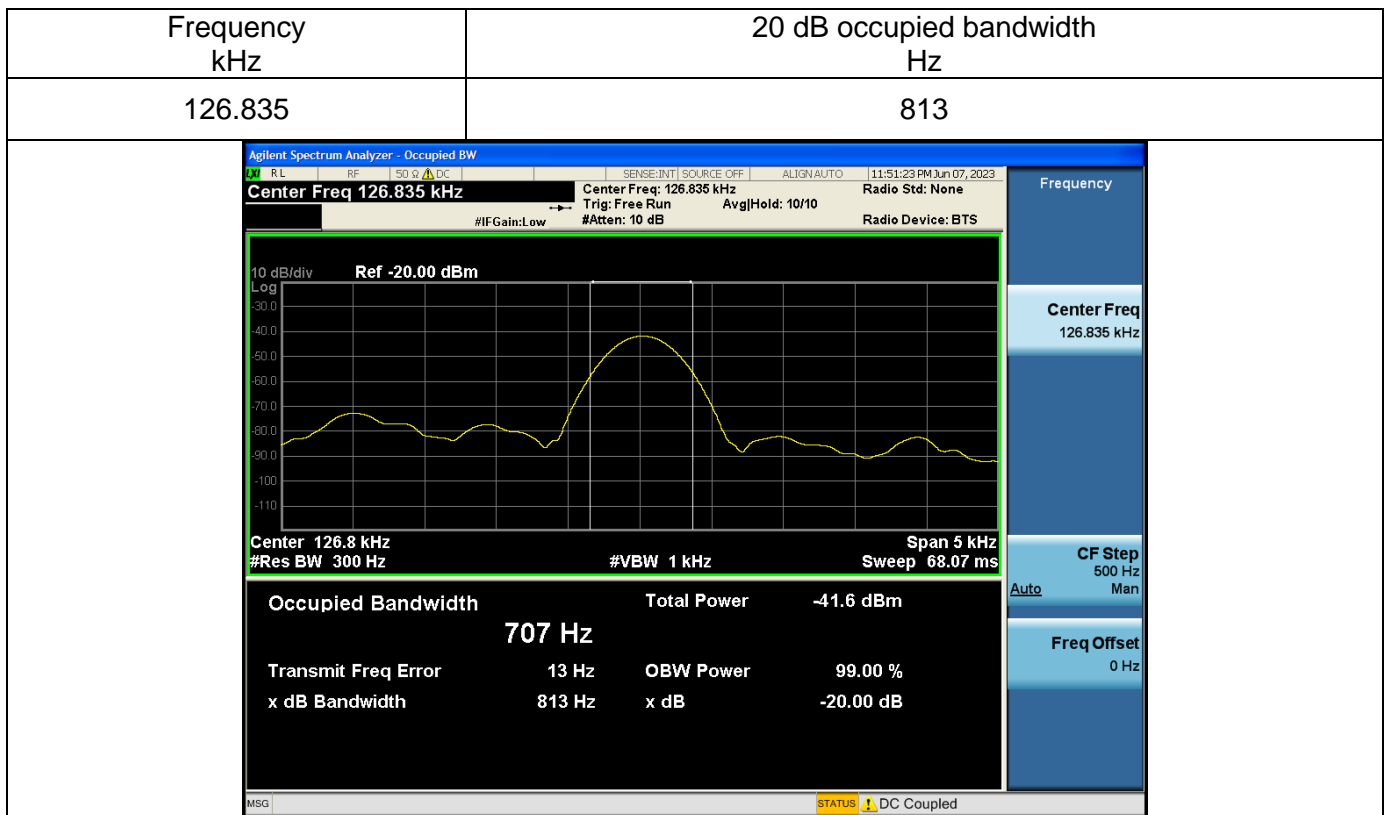 Frequency
kHz
20 dB occupied bandwidth
Hz
126.835
813
Agilent Spectrum Analyzer - Occupied BW
LXI RL RF 50 Ω DC SENSE:INT SOURCE OFF ALIGN AUTO 11:51:23 PM Jun 07, 2023
Center Freq 126.835 kHz
Center Freq: 126.835 kHz
Radio Std: None
Trig: Free Run
Avg|Hold: 10/10
#IFGain:Low
#Atten: 10 dB
Radio Device: BTS
10 dB/div
Ref -20.00 dBm
Log
-30.0
-40.0
-50.0
-60.0
-70.0
-80.0
-90.0
-100
-110
Center 126.8 kHz
Span 5 kHz
#Res BW 300 Hz
#VBW 1 kHz
Sweep 68.07 ms
Occupied Bandwidth
Total Power
-41.6 dBm
707 Hz
Transmit Freq Error
13 Hz
OBW Power
99.00 %
x dB Bandwidth
813 Hz
x dB
-20.00 dB
Frequency
Center Freq
126.835 kHz
CF Step
500 Hz
Auto
Man
Freq Offset
0 Hz
MSG
STATUS
DC Coupled